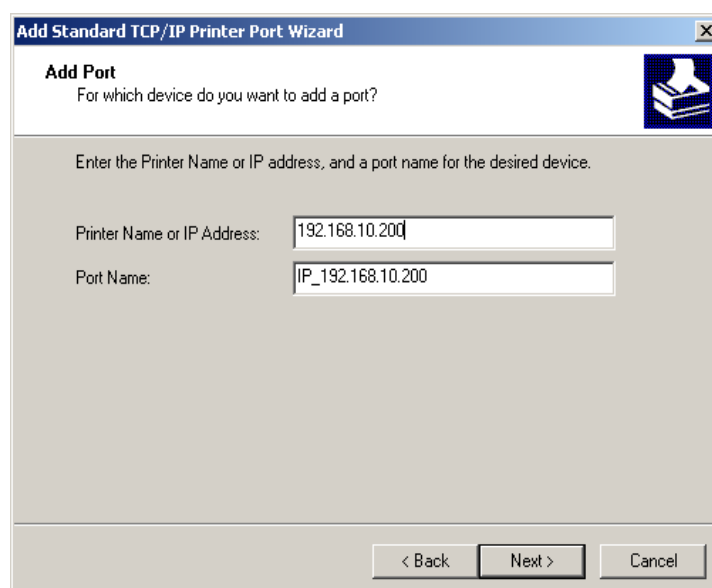 Add Standard TCP/IP Printer Port Wizard
Add Port
For which device do you want to add a port?
Enter the Printer Name or IP address, and a port name for the desired device.
Printer Name or IP Address: 192.168.10.200
Port Name: IP_192.168.10.200
< Back Next > Cancel